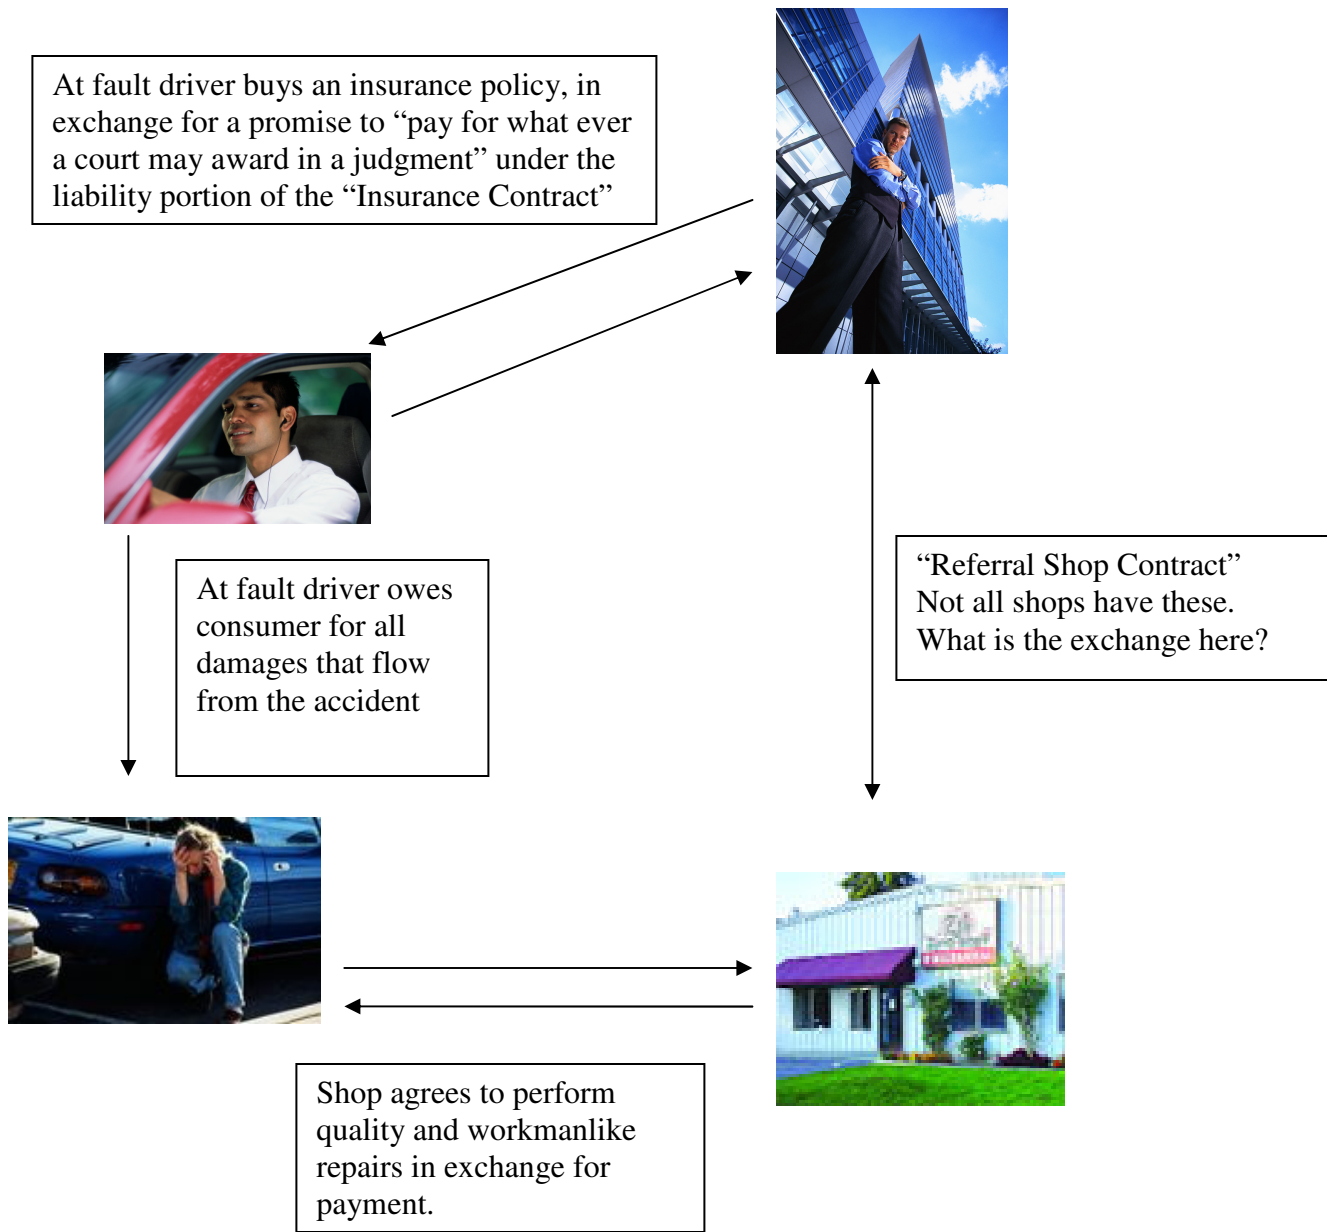 At fault driver buys an insurance policy, in
exchange for a promise to “pay for what ever
a court may award in a judgment” under the
liability portion of the “Insurance Contract”
At fault driver owes
consumer for all
damages that flow
from the accident
“Referral Shop Contract”
Not all shops have these.
What is the exchange here?
Shop agrees to perform
quality and workmanlike
repairs in exchange for
payment.